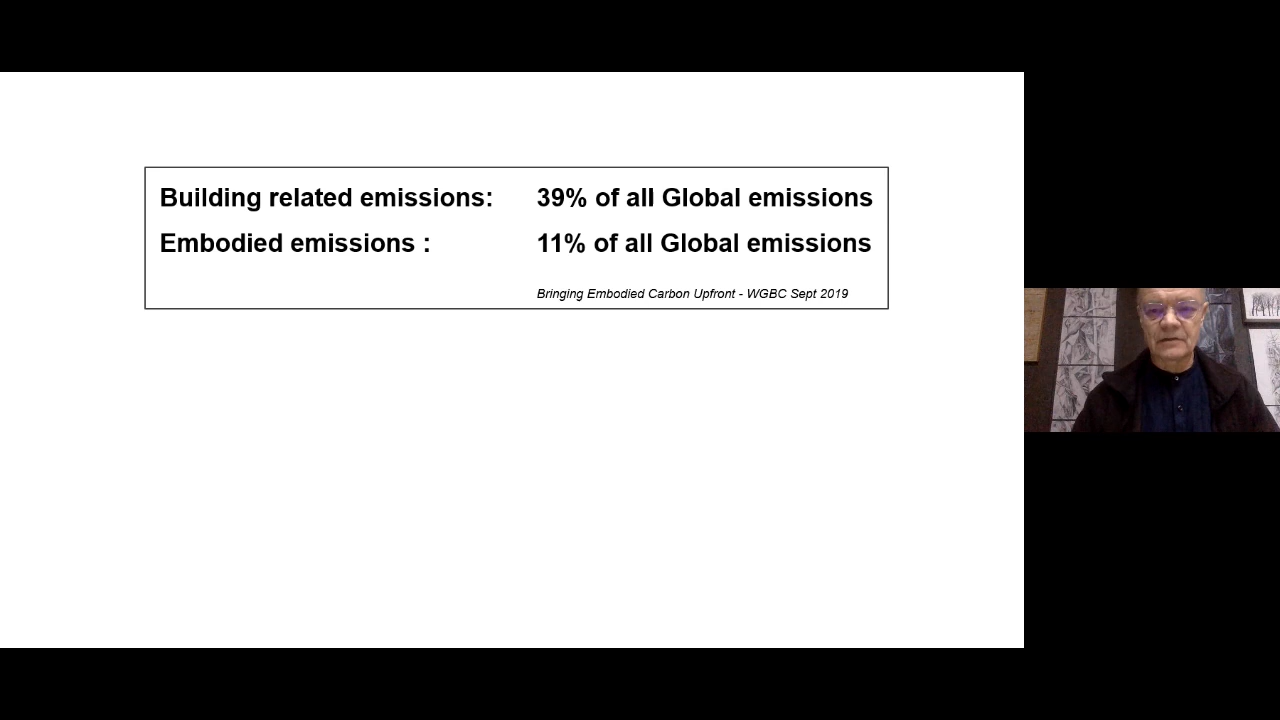 Building related emissions: 39% of all Global emissions
Embodied emissions : 11% of all Global emissions
Bringing Embodied Carbon Upfront - WGBC Sept 2019